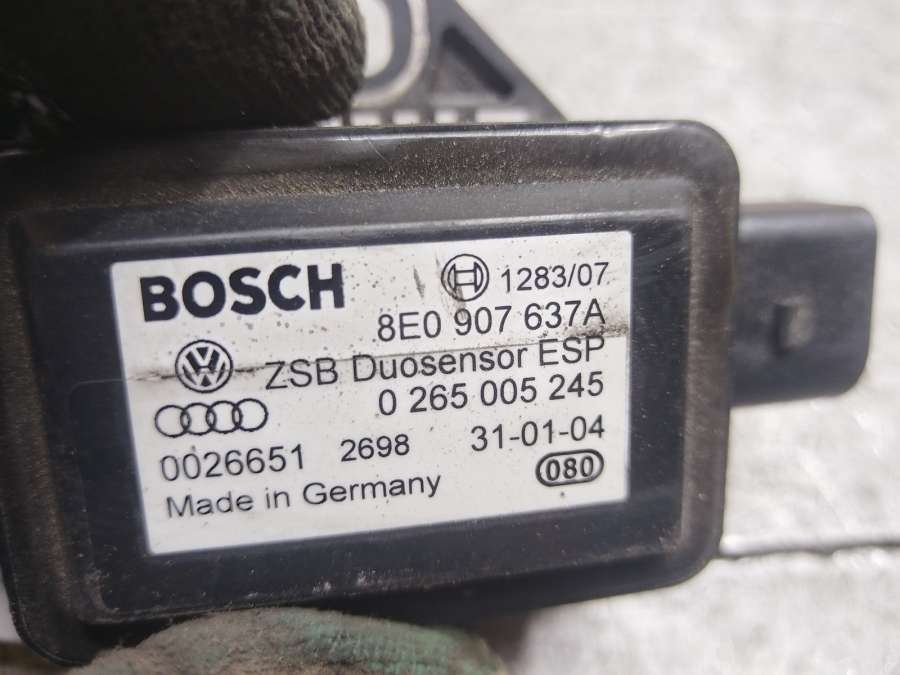 BOSCH 1283/07
8E0 907 637A
ZSB Duosensor ESP
0 265 005 245
0026651 2698 31-01-04
Made in Germany 080